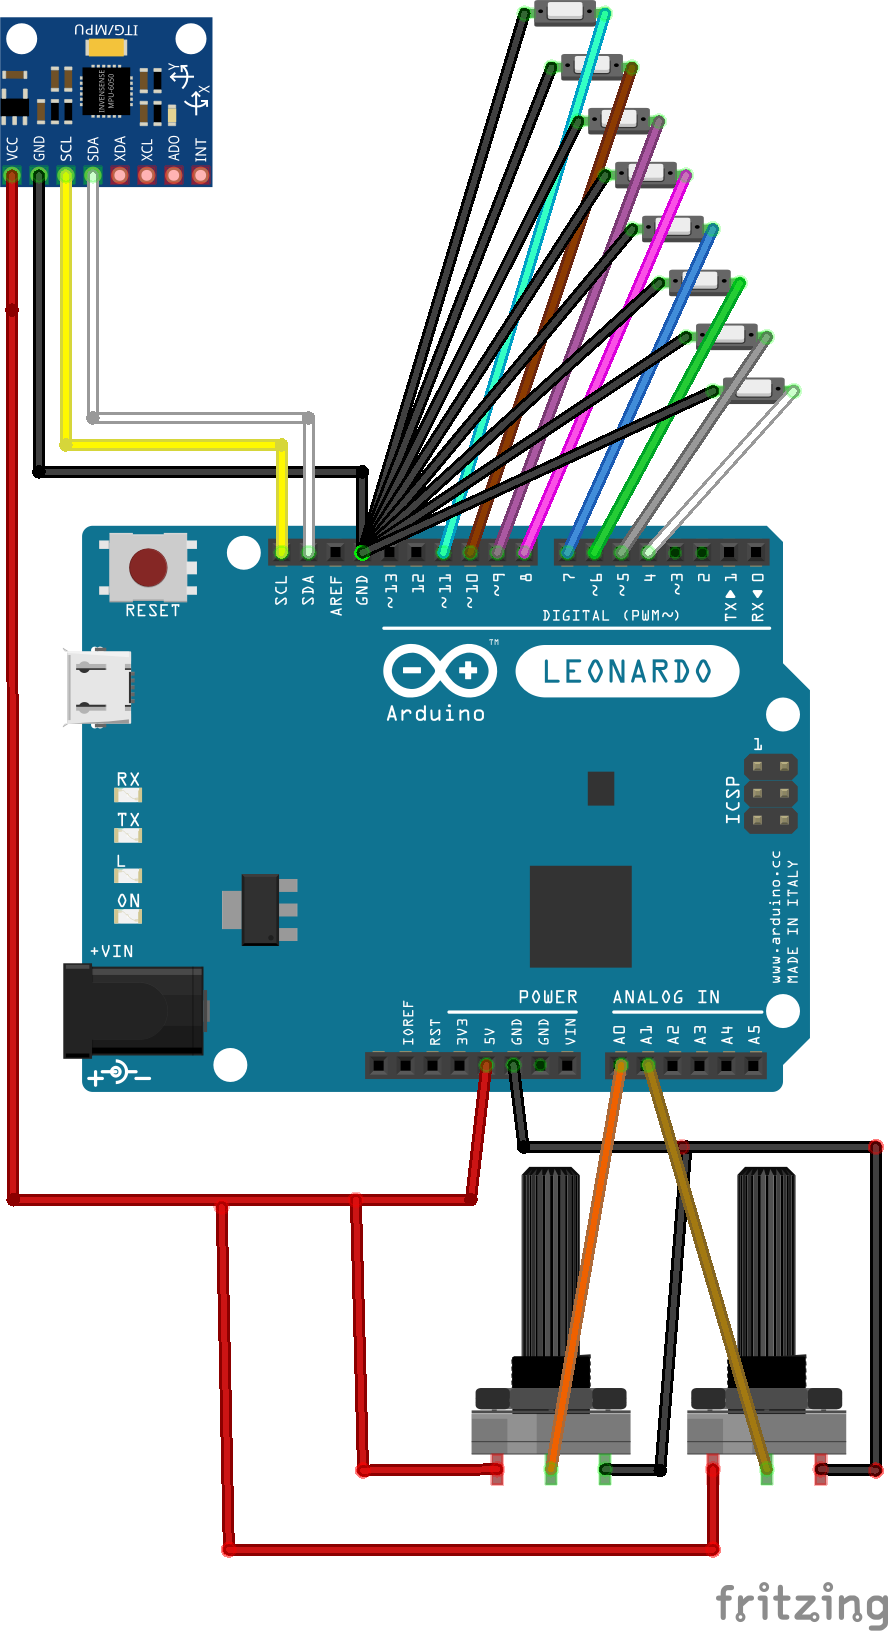 ITG/MPU
INVENSENSE
MPU-6050
Y
X
VCC
GND
SCL
SDA
XDA
XCL
ADO
INT
RESET
SCL
SDA
AREF
GND
~13
12
~11
~10
~9
8
7
~6
~5
4
~3
2
TX▶1
RX◀0
DIGITAL (PWM~)
TM
LEONARDO
Arduino
1
ICSP
RX
TX
L
ON
www.arduino.cc
MADE IN ITALY
+VIN
POWER
ANALOG IN
IOREF
RST
3V3
5V
GND
GND
VIN
A0
A1
A2
A3
A4
A5
fritzing